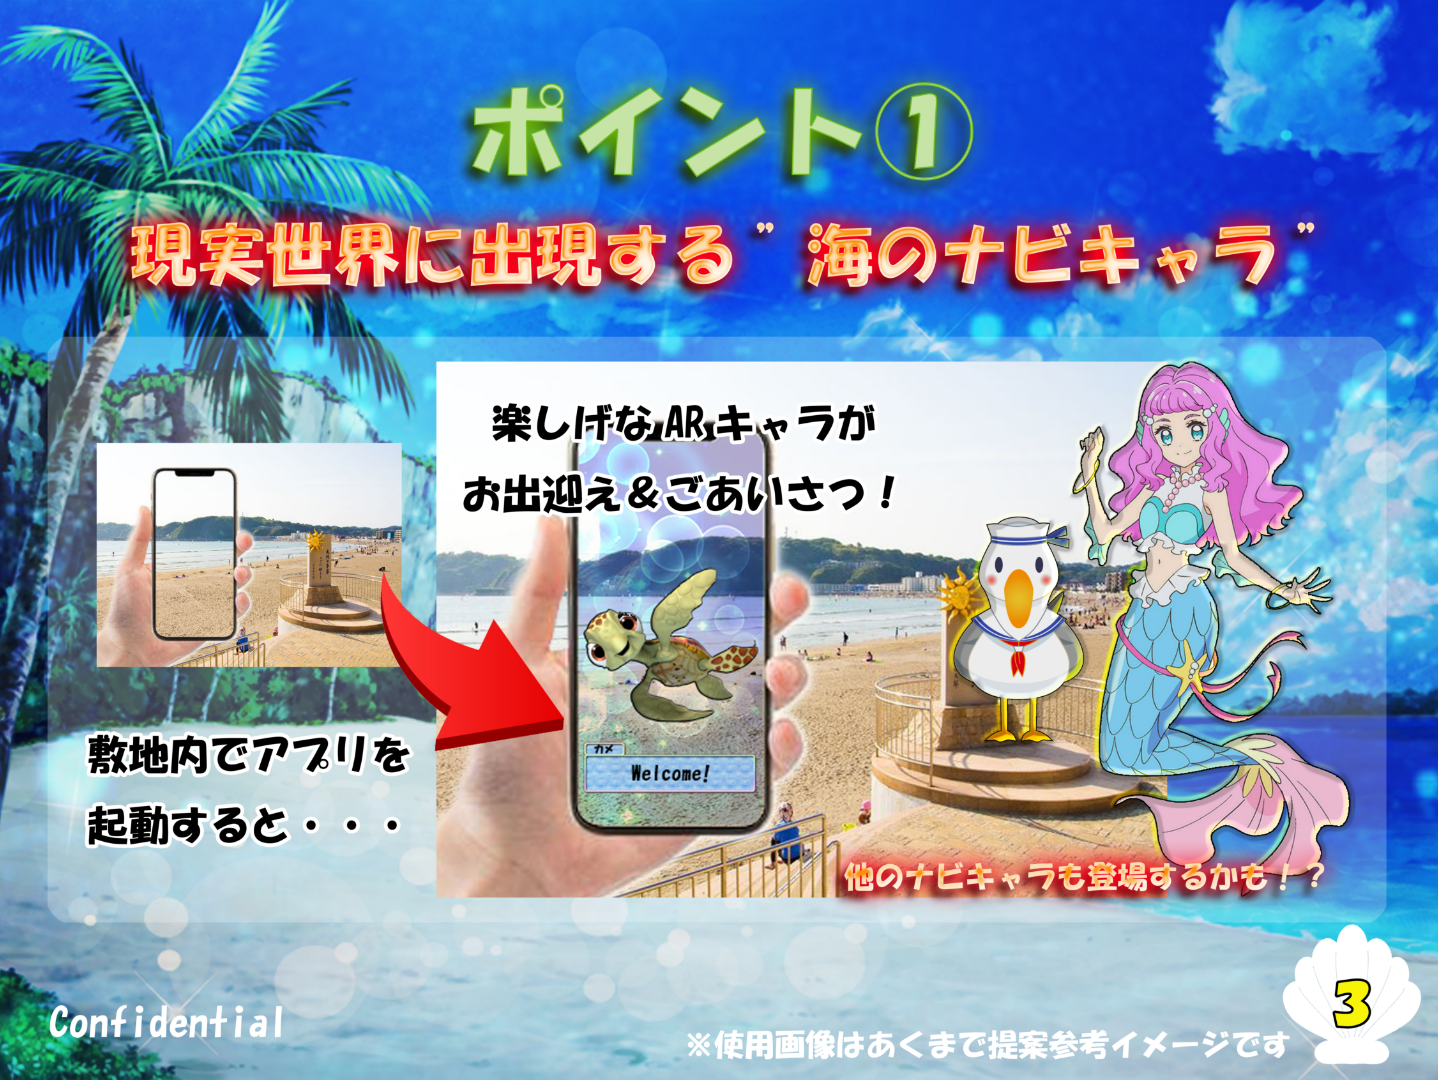 ポイント①
現実世界に出現する”海のナビキャラ”
楽しげなARキャラが
お出迎え＆ごあいさつ！
敷地内でアプリを
起動すると・・・
カメ
Welcome!
他のナビキャラも登場するかも！？
Confidential
※使用画像はあくまで提案参考イメージです
3